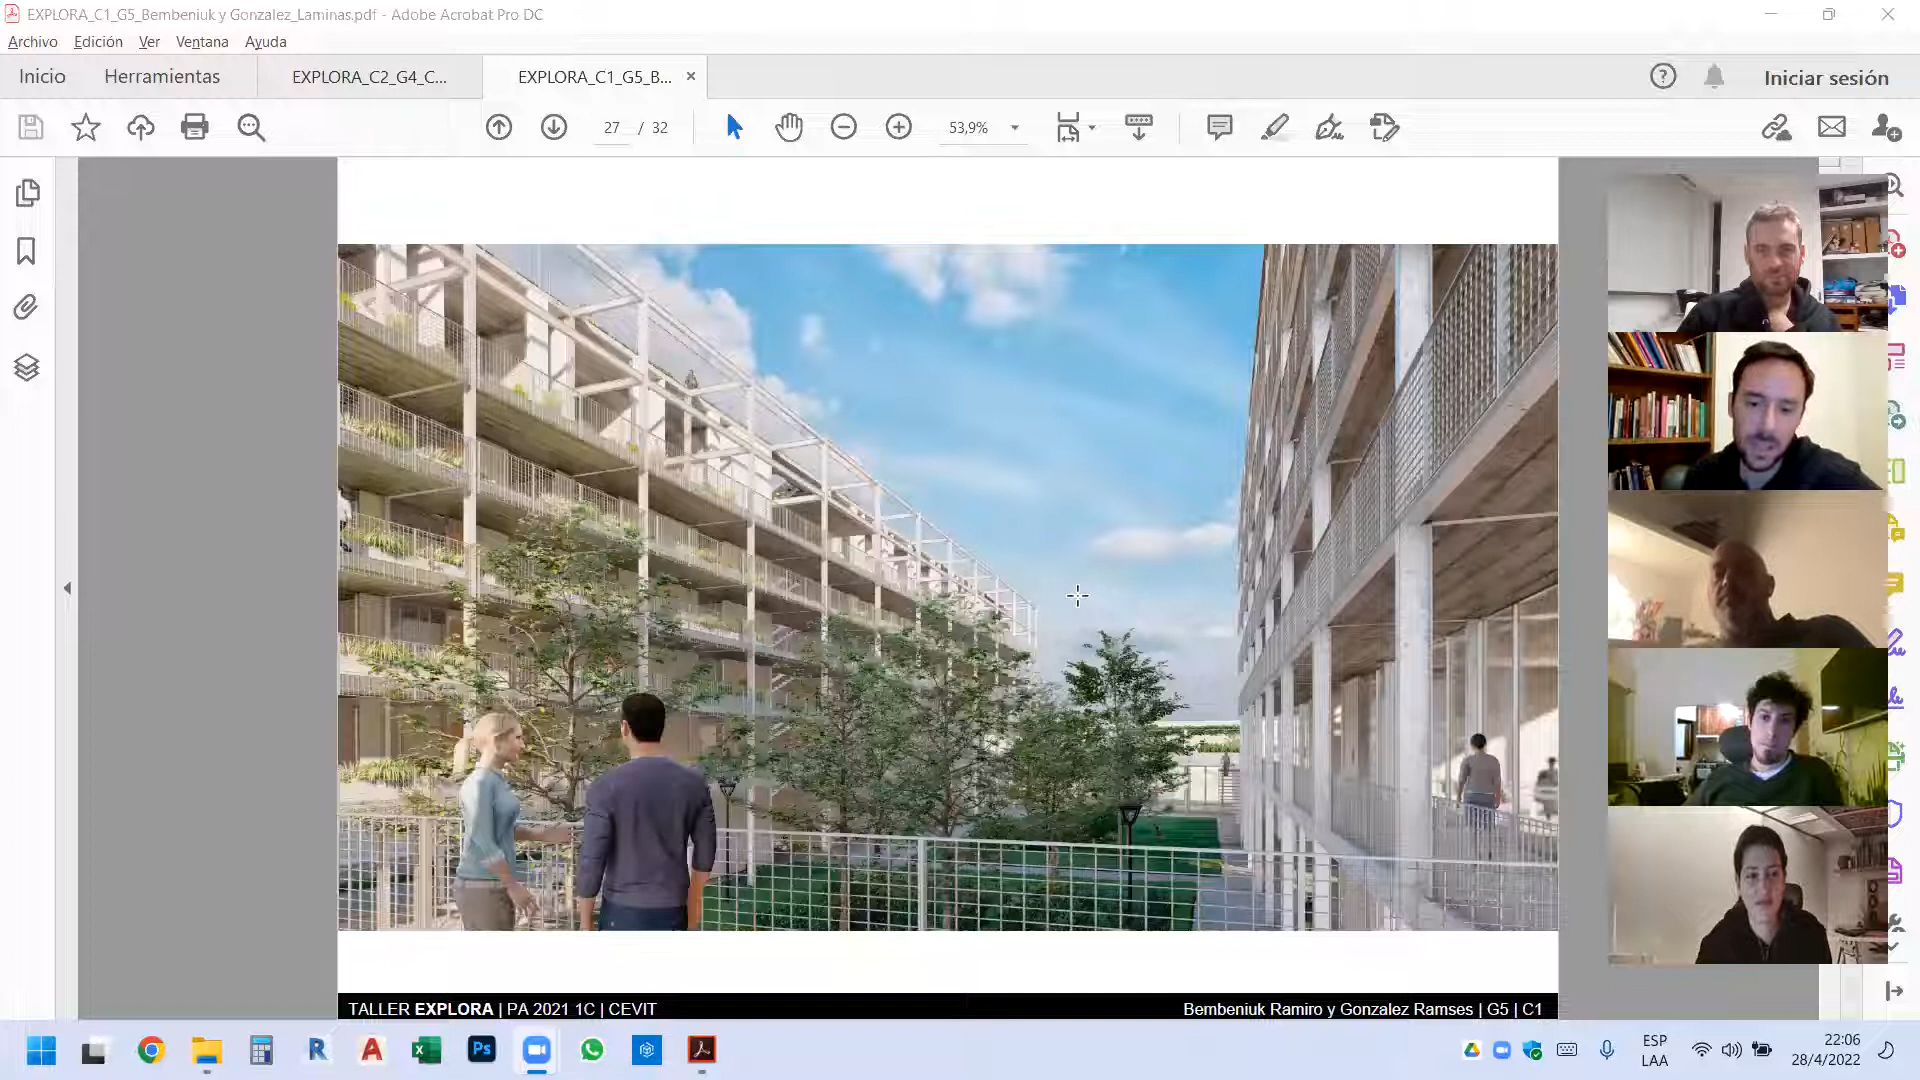 EXPLORA_C1_G5_Bembeniuk y Gonzalez_Laminas.pdf - Adobe Acrobat Pro DC
Archivo Edición Ver Ventana Ayuda
Inicio Herramientas EXPLORA_C2_G4_C... EXPLORA_C1_G5_B... Iniciar sesión
27 / 32 53,9%
TALLER EXPLORA | PA 2021 1C | CEVIT Bembeniuk Ramiro y Gonzalez Ramses | G5 | C1
ESP 22:06
LAA 28/4/2022